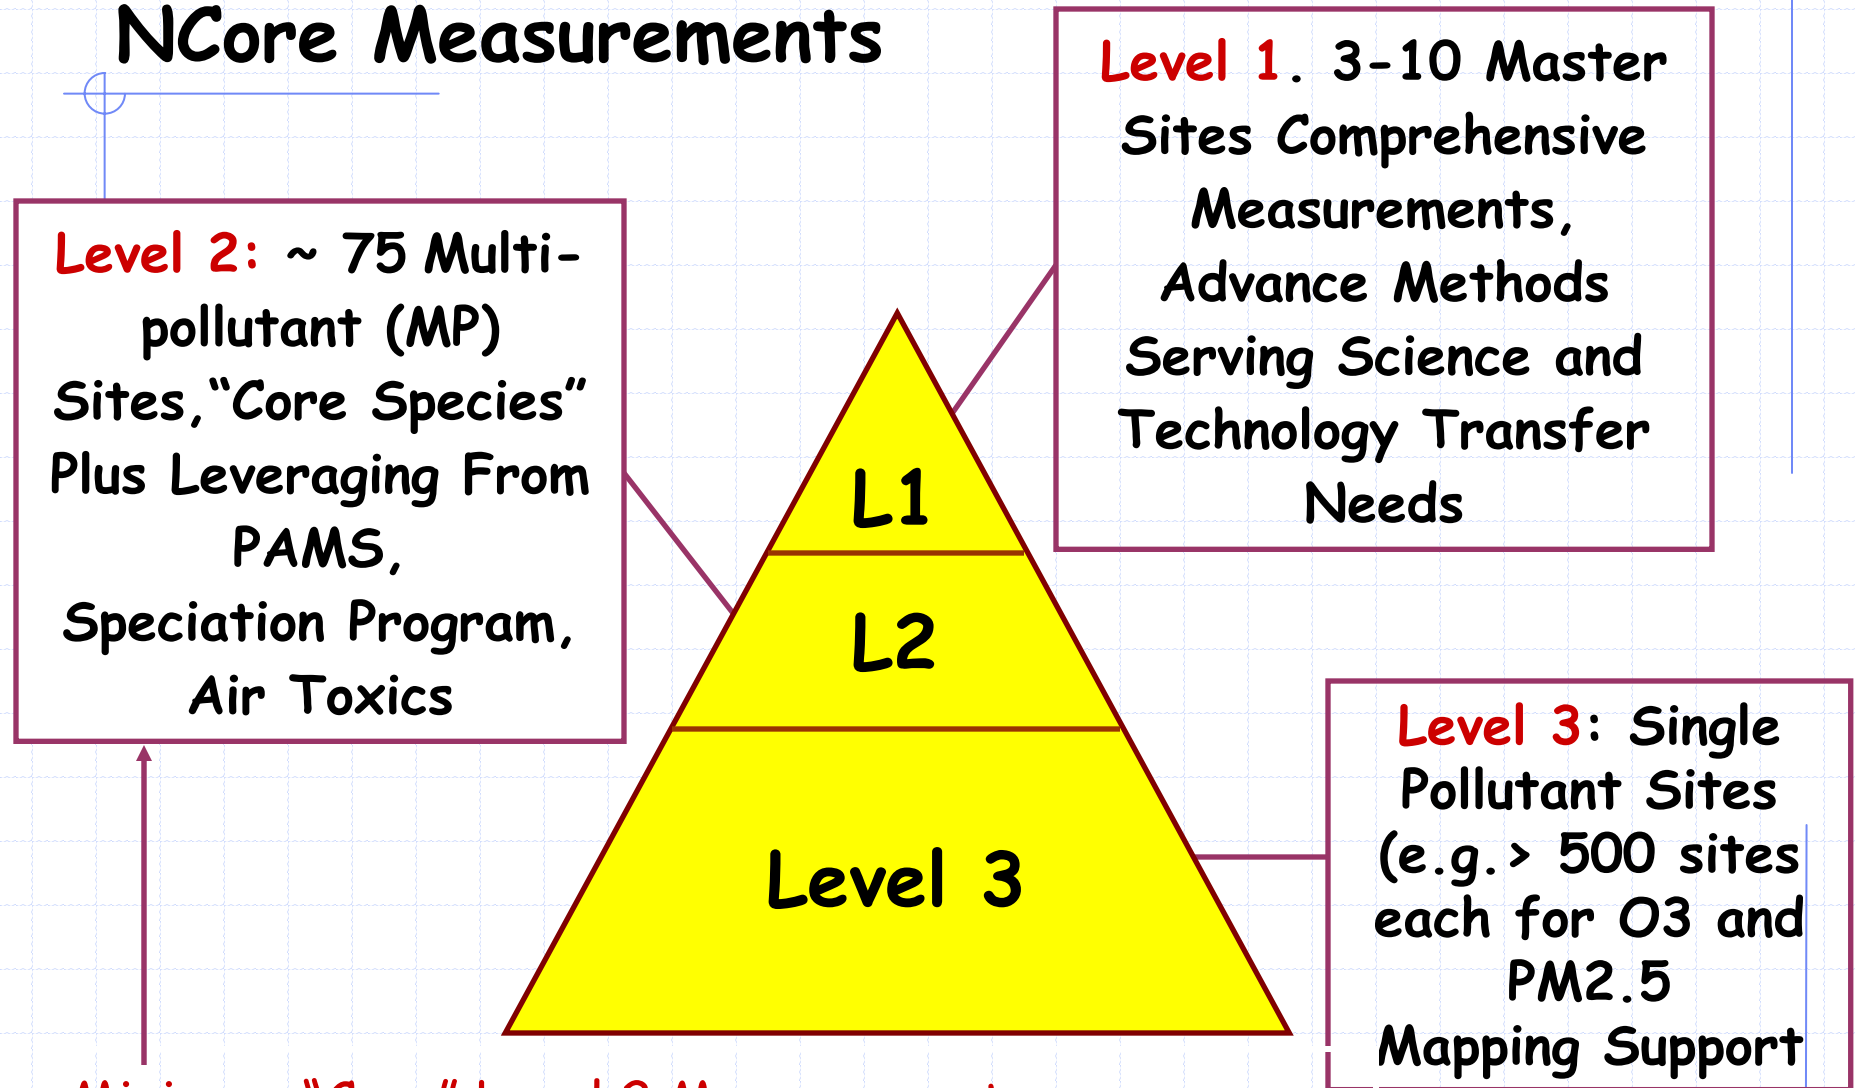 NCore Measurements
Level 1. 3-10 Master
Sites Comprehensive
Measurements,
Advance Methods
Serving Science and
Technology Transfer
Needs
Level 2: ~ 75 Multi-
pollutant (MP)
Sites,“Core Species”
Plus Leveraging From
PAMS,
Speciation Program,
Air Toxics
L1
L2
Level 3
Level 3: Single
Pollutant Sites
(e.g.> 500 sites
each for O3 and
PM2.5
Mapping Support